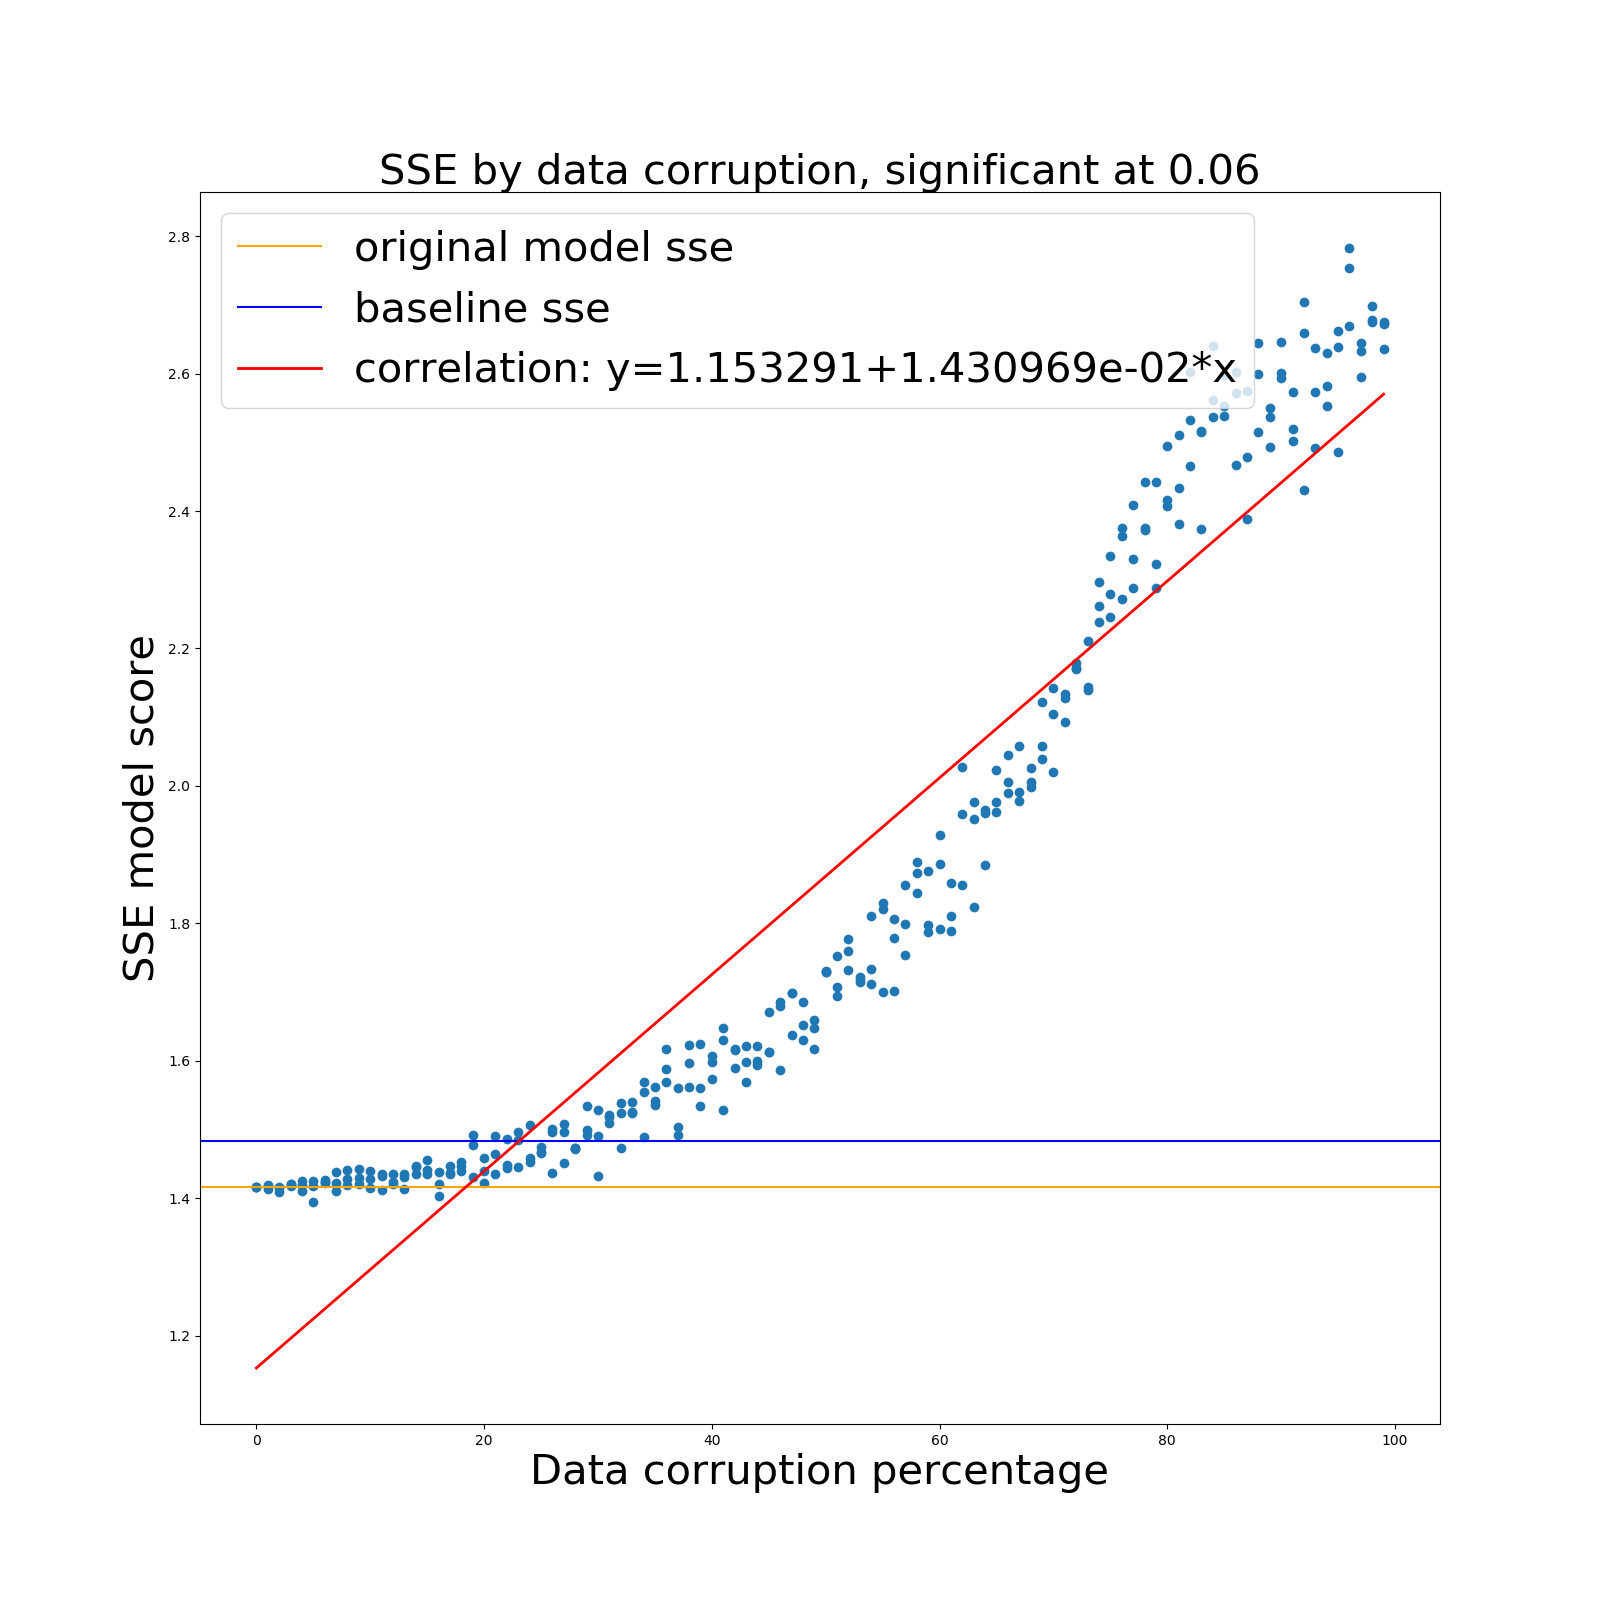 SSE by data corruption, significant at 0.06
original model sse
baseline sse
correlation: y=1.153291+1.430969e-02*x
SSE model score
2.8
2.6
2.4
2.2
2.0
1.8
1.6
1.4
1.2
0 20 40 60 80 100
Data corruption percentage